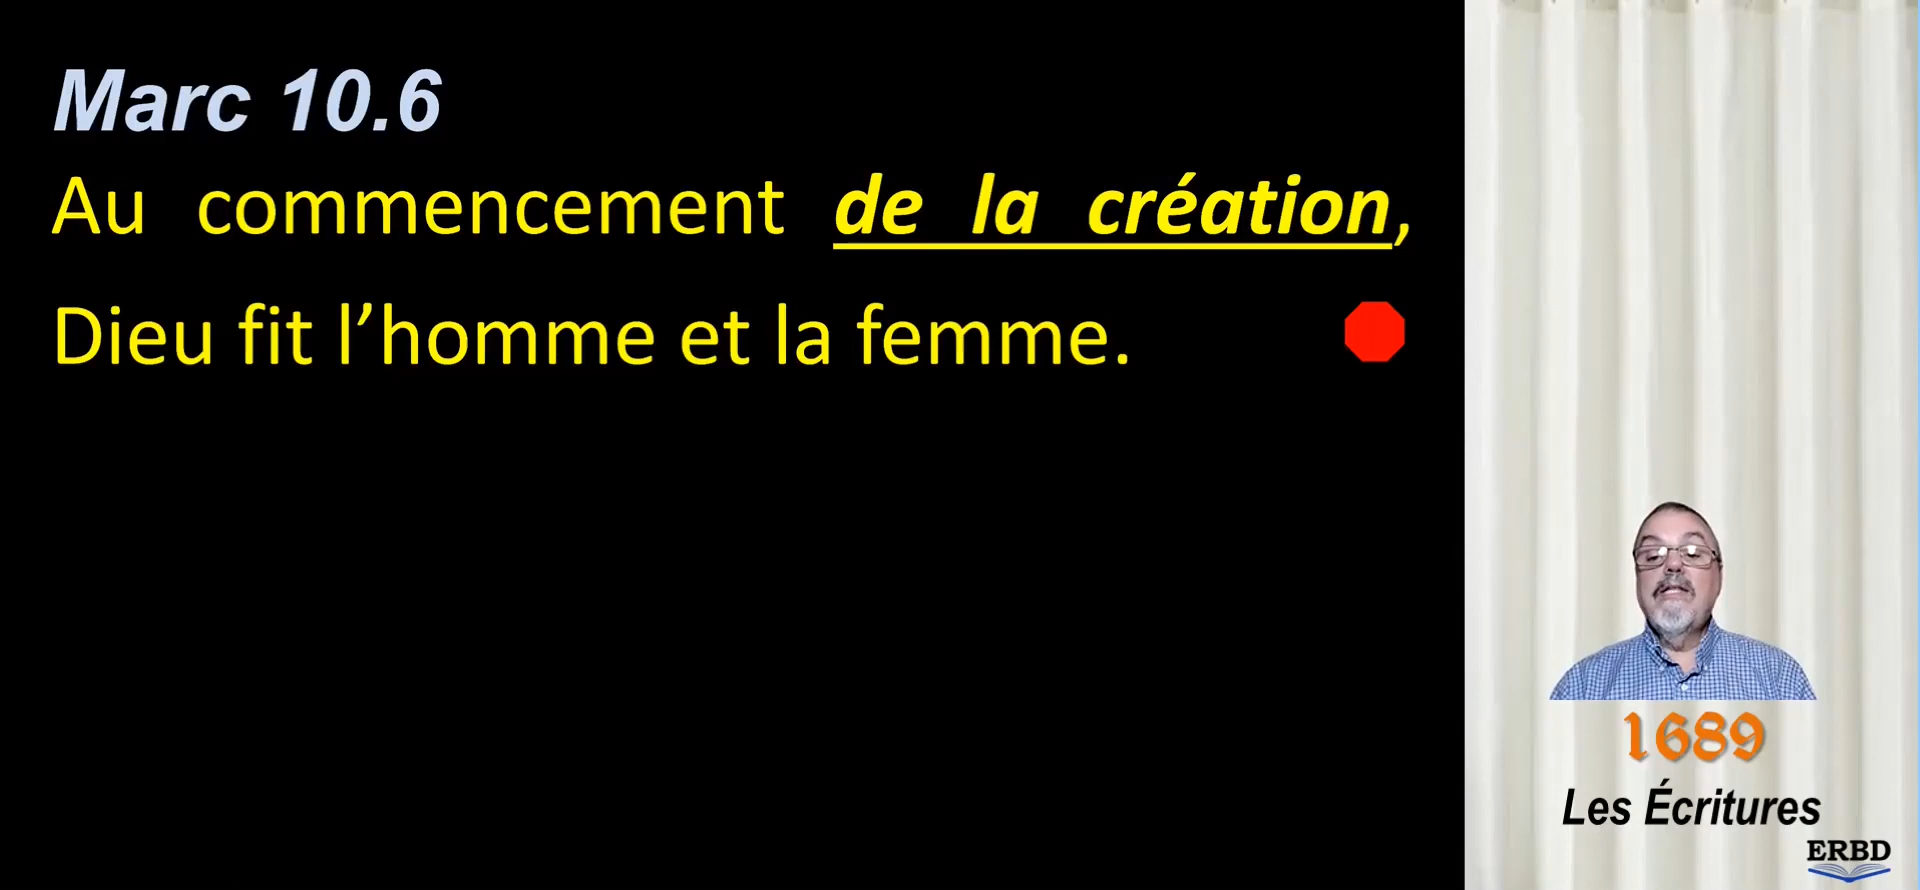 Marc 10.6
Au commencement de la création,
Dieu fit l’homme et la femme.
1689
Les Écritures
ERBD